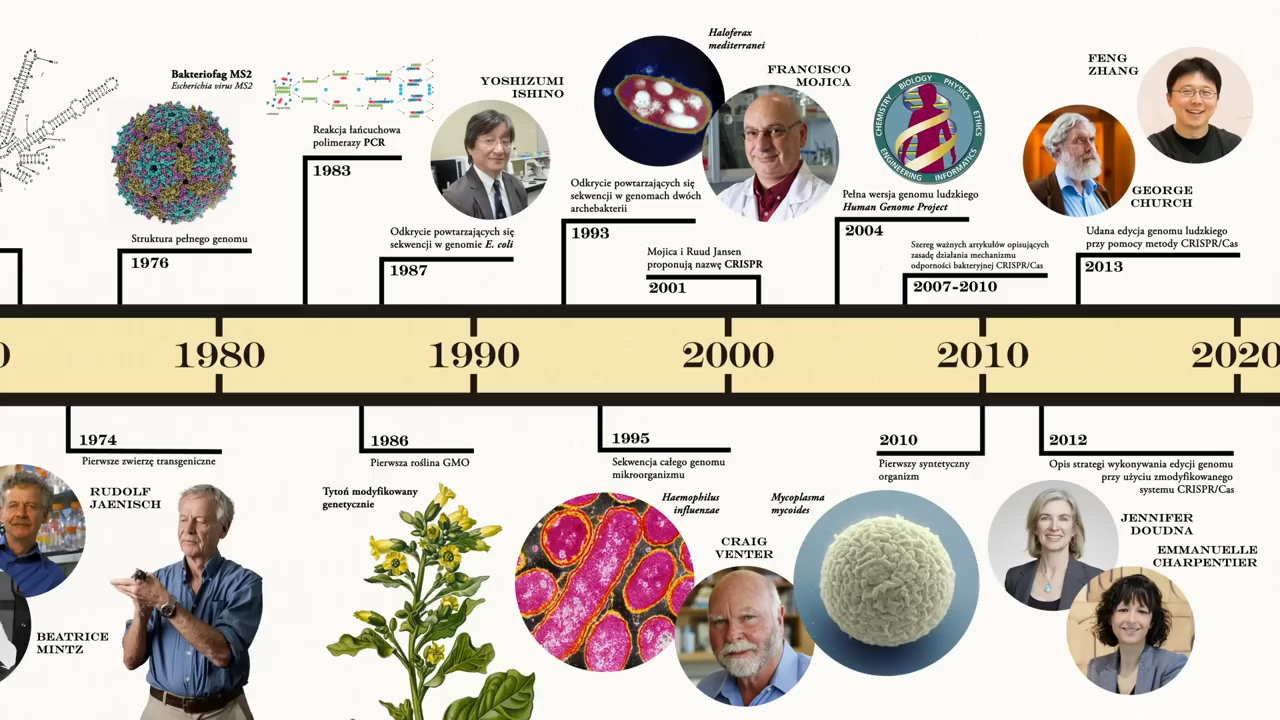 Bakteriofag MS2
Escherichia virus MS2
Struktura pełnego genomu
1976
Reakcja łańcuchowa
polimerazy PCR
1983
YOSHIZUMI
ISHINO
Odkrycie powtarzających się
sekwencji w genomie E. coli
1987
Haloferax
mediterranei
FRANCISCO
MOJICA
Odkrycie powtarzających się
sekwencji w genomach dwóch
archebakterii
1993
Mojica i Ruud Jansen
proponują nazwę CRISPR
2001
CHEMISTRY BIOLOGY PHYSICS ETHICS INFORMATICS ENGINEERING
Pełna wersja genomu ludzkiego
Human Genome Project
2004
Szereg ważnych artykułów opisujących
zasadę działania mechanizmu
odporności bakteryjnej CRISPR/Cas
2007-2010
FENG
ZHANG
GEORGE
CHURCH
Udana edycja genomu ludzkiego
przy pomocy metody CRISPR/Cas
2013
0 1980 1990 2000 2010 2020
1974
Pierwsze zwierzę transgeniczne
RUDOLF
JAENISCH
BEATRICE
MINTZ
1986
Pierwsza roślina GMO
Tytoń modyfikowany
genetycznie
1995
Sekwencja całego genomu
mikroorganizmu
Haemophilus
influenzae
CRAIG
VENTER
2010
Pierwszy syntetyczny
organizm
Mycoplasma
mycoides
2012
Opis strategi wykonywania edycji genomu
przy użyciu zmodyfikowanego
systemu CRISPR/Cas
JENNIFER
DOUDNA
EMMANUELLE
CHARPENTIER